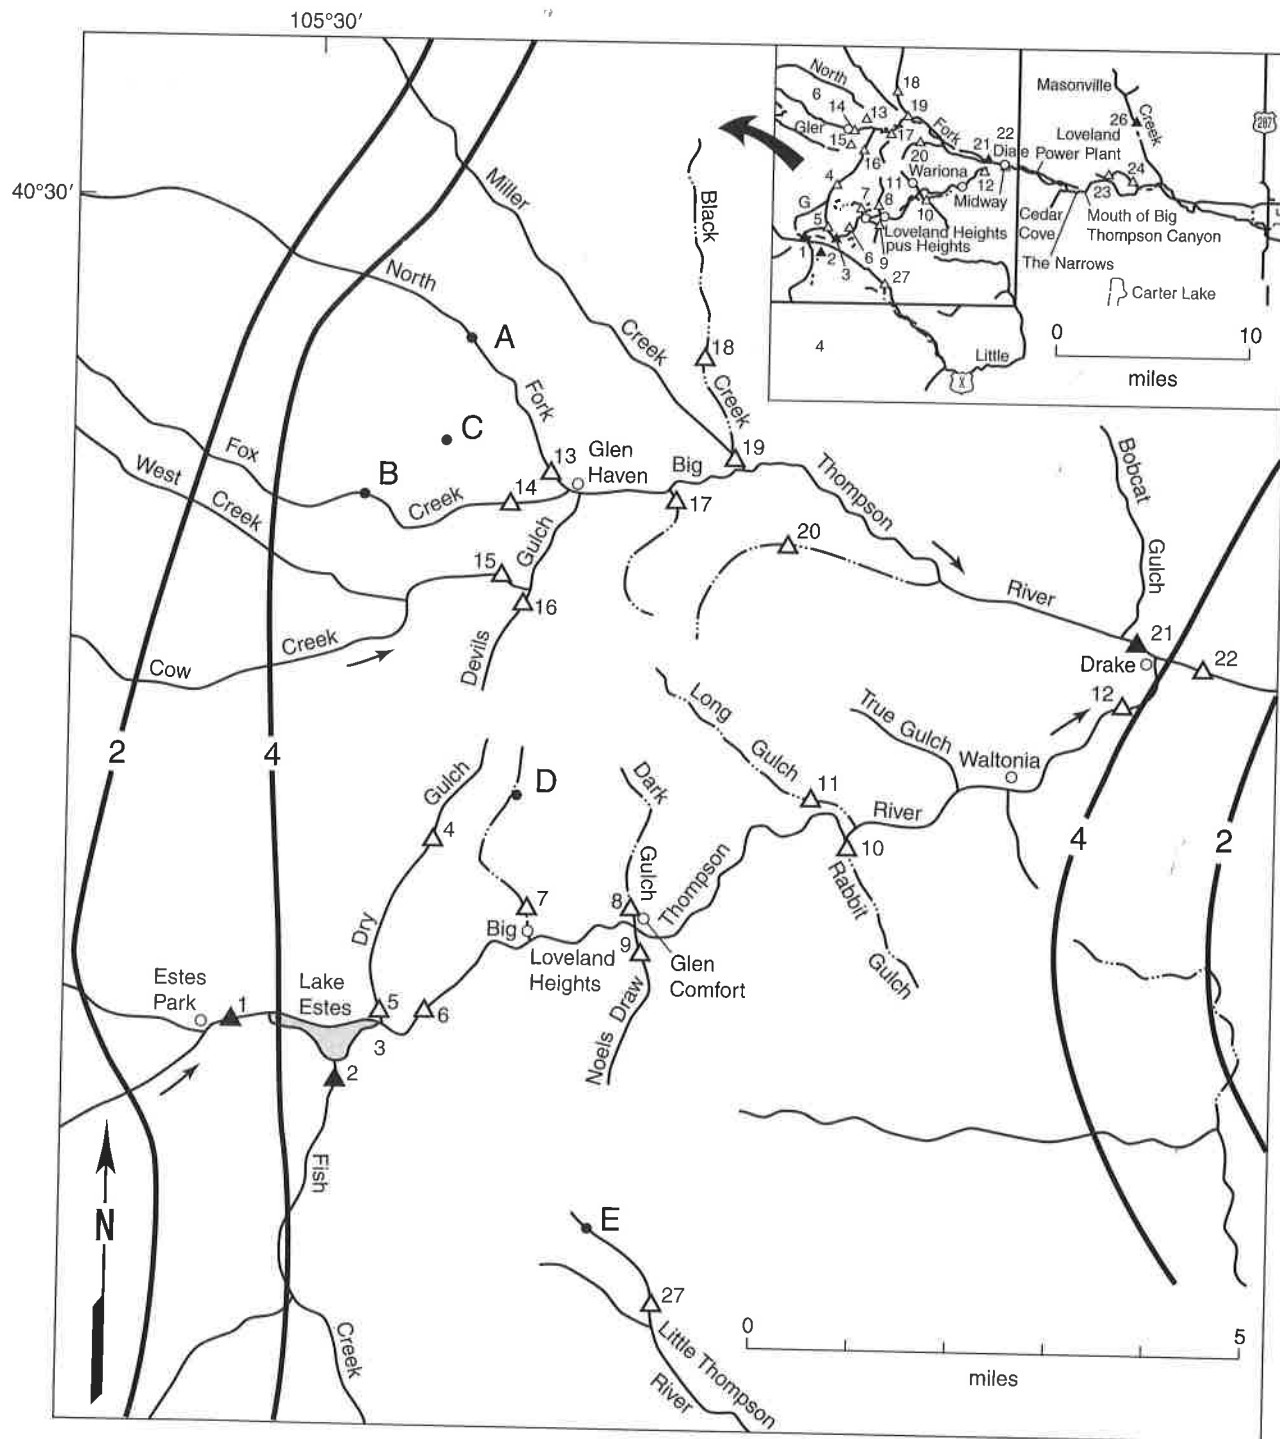 105°30'
40°30'
Miller
Creek
North
Fork
A
C
Fox
Creek
B
West
Creek
Cow
Creek
13
14
Glen
Haven
Big
Thompson
River
15
16
Gulch
Devils
17
Black
Creek
18
19
20
Bobcat
Gulch
21
22
Drake
12
True Gulch
Waltonia
Long
Gulch
11
River
10
Rabbit
Gulch
2
4
4
2
Gulch
Dry
4
D
7
Big
Loveland
Heights
Dark
Gulch
8
9
Glen
Comfort
Thompson
Noels Draw
Estes
Park
1
Lake
Estes
5
3
6
2
Fish
Creek
N
E
27
Little Thompson
River
0
5
miles
North
6
Gler
14
13
15
16
18
19
17
Fork
20
22
21
Diale Power Plant
Wariona
11
12
Midway
10
4
G
5
7
8
Loveland Heights
pus Heights
1
2
3
6
9
27
Masonville
Creek
26
Loveland
24
23
287
Cedar
Cove
Mouth of Big
Thompson Canyon
The Narrows
Carter Lake
4
Little
0
10
miles